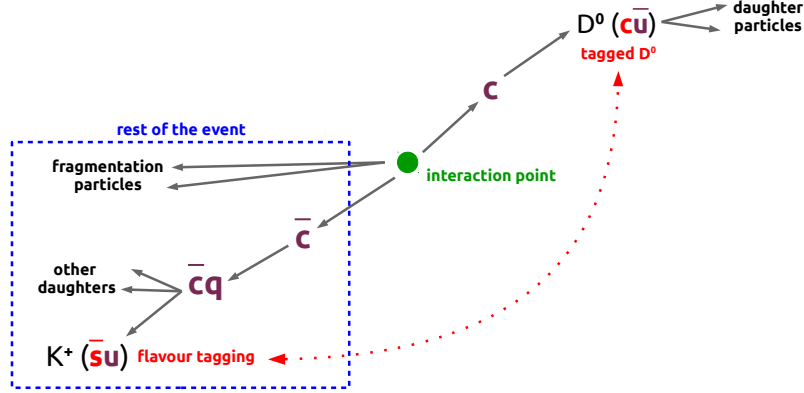 D⁰ (cu̅)
tagged D⁰
daughter
particles
c
rest of the event
fragmentation
particles
interaction point
c̅
other
daughters
c̅q
K⁺ (s̅u)
flavour tagging